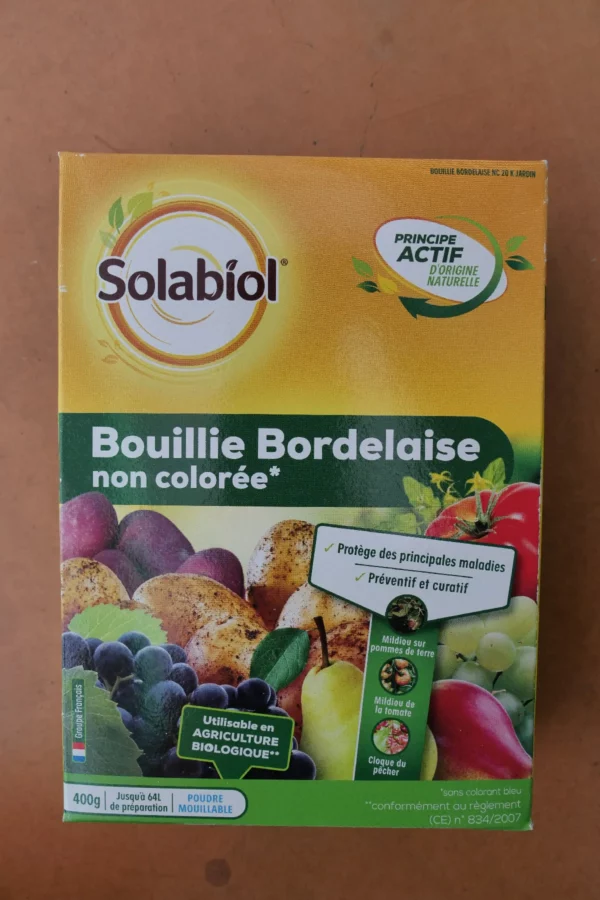 BOUILLIE BORDELAISE NC 20 X JARDIN
Solabiol®
PRINCIPE
ACTIF
D'ORIGINE
NATURELLE
Bouillie Bordelaise
non colorée*
✓ Protège des principales maladies
✓ Préventif et curatif
Mildiou sur
pommes de terre
Mildiou de
la tomate
Cloque du
pêcher
Groupe Français
Utilisable en
AGRICULTURE
BIOLOGIQUE**
400g
Jusqu'à 64L
de préparation
POUDRE
MOUILLABLE
*sans colorant bleu
**conformément au règlement
(CE) n° 834/2007